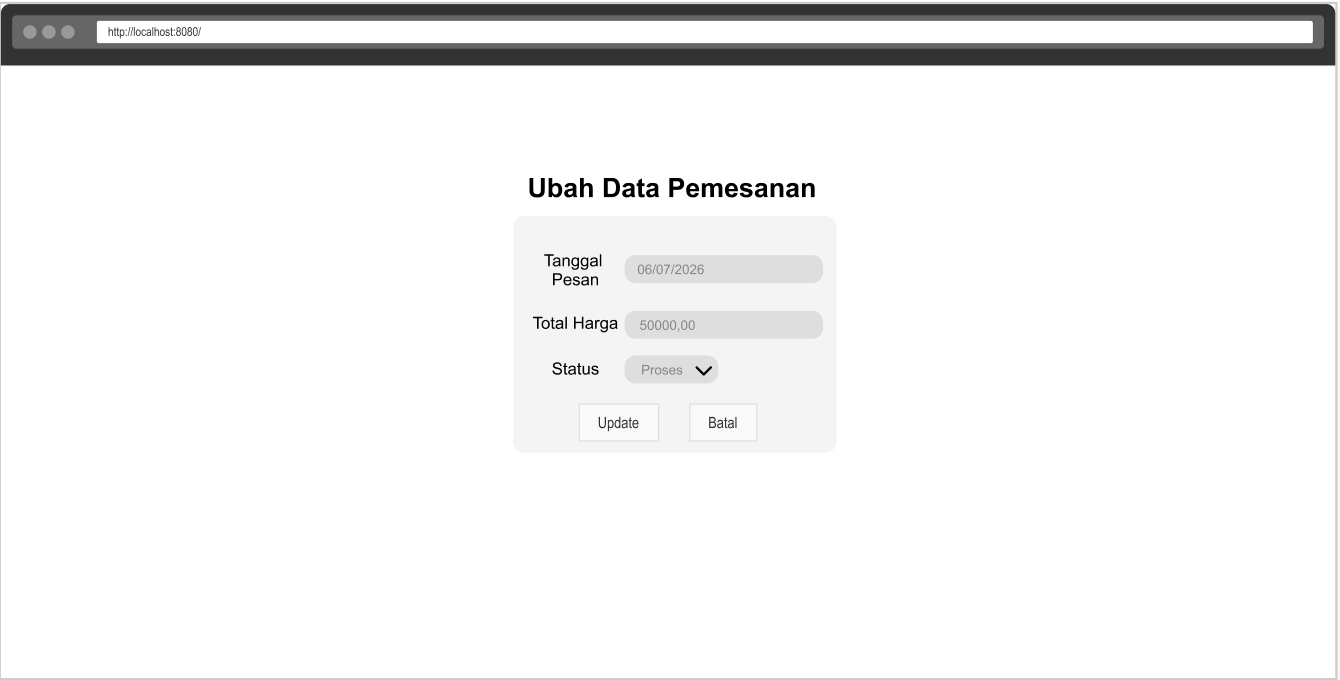 http://localhost:8080/
Ubah Data Pemesanan
Tanggal
Pesan
06/07/2026
Total Harga
50000,00
Status
Proses
Update
Batal